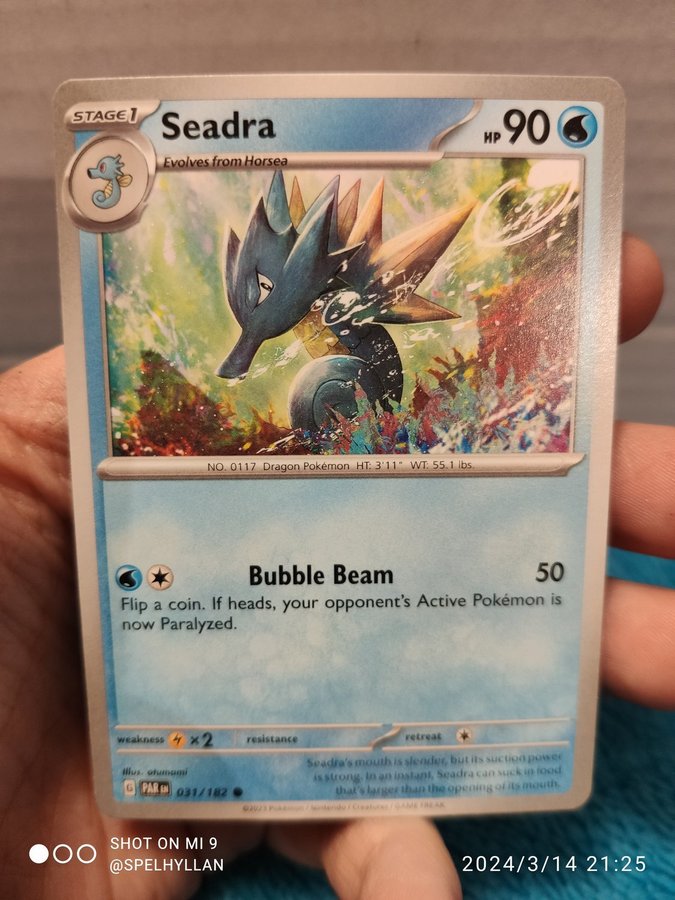 STAGE1
Seadra
HP 90
Evolves from Horsea
NO. 0117 Dragon Pokémon HT: 3'11" WT: 55.1 lbs.
Bubble Beam 50
Flip a coin. If heads, your opponent's Active Pokémon is
now Paralyzed.
weakness ×2 resistance retreat
Seadra's mouth is slender, but its suction power
is strong. In an instant, Seadra can suck in food
that's larger than the opening of its mouth.
Illus. otumami
G PAR EN 031/182
©2023 Pokémon / Nintendo / Creatures / GAME FREAK
SHOT ON MI 9
@SPELHYLLAN
2024/3/14 21:25